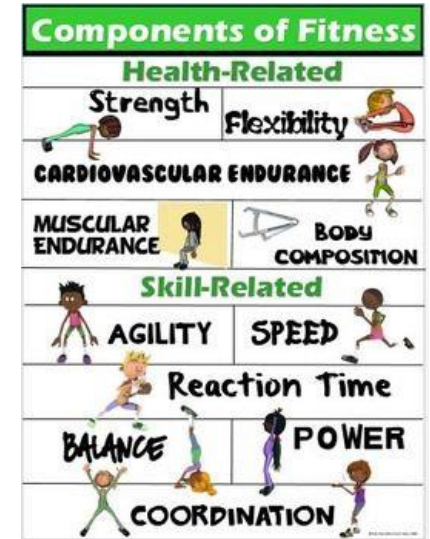 Components of Fitness
Health-Related
Strength
Flexibility
CARDIOVASCULAR ENDURANCE
MUSCULAR
ENDURANCE
BODY
COMPOSITION
Skill-Related
AGILITY
SPEED
Reaction Time
BALANCE
POWER
COORDINATION